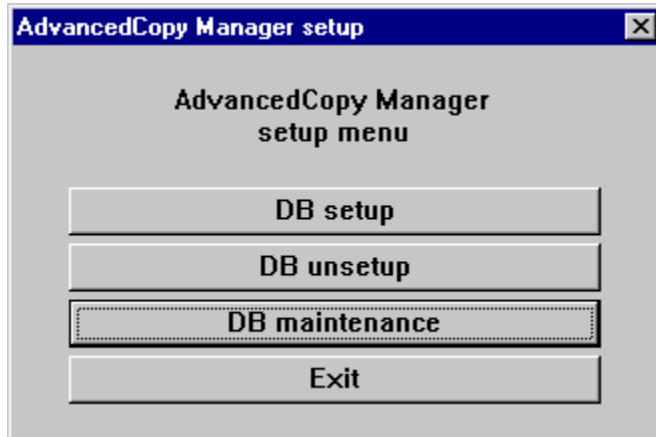 AdvancedCopy Manager setup
AdvancedCopy Manager
setup menu
DB setup
DB unsetup
DB maintenance
Exit